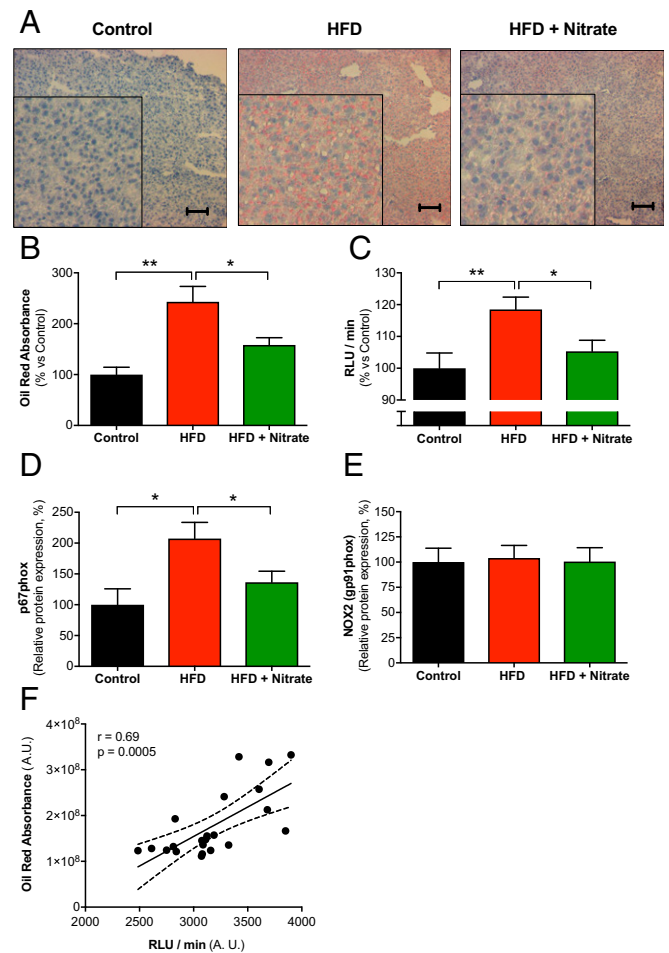 A
Control HFD HFD + Nitrate
B
Oil Red Absorbance
(% vs Control)
300
200
100
0
** *
Control HFD HFD + Nitrate
C
RLU / min
(% vs Control)
130
120
110
100
90
** *
Control HFD HFD + Nitrate
D
p67phox
(Relative protein expression, %)
250
200
150
100
50
0
* *
Control HFD HFD + Nitrate
E
NOX2 (gp91phox)
(Relative protein expression, %)
150
125
100
75
50
25
0
Control HFD HFD + Nitrate
F
Oil Red Absorbance (A.U.)
4×10⁸
3×10⁸
2×10⁸
1×10⁸
0
r = 0.69
p = 0.0005
2000 2500 3000 3500 4000
RLU / min (A. U.)